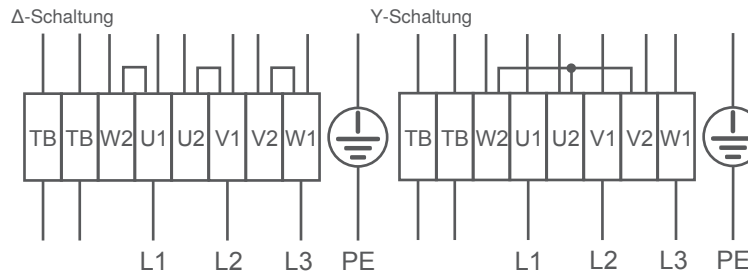 Δ-Schaltung
Y-Schaltung
TB TB W2 U1 U2 V1 V2 W1
TB TB W2 U1 U2 V1 V2 W1
L1 L2 L3 PE
L1 L2 L3 PE